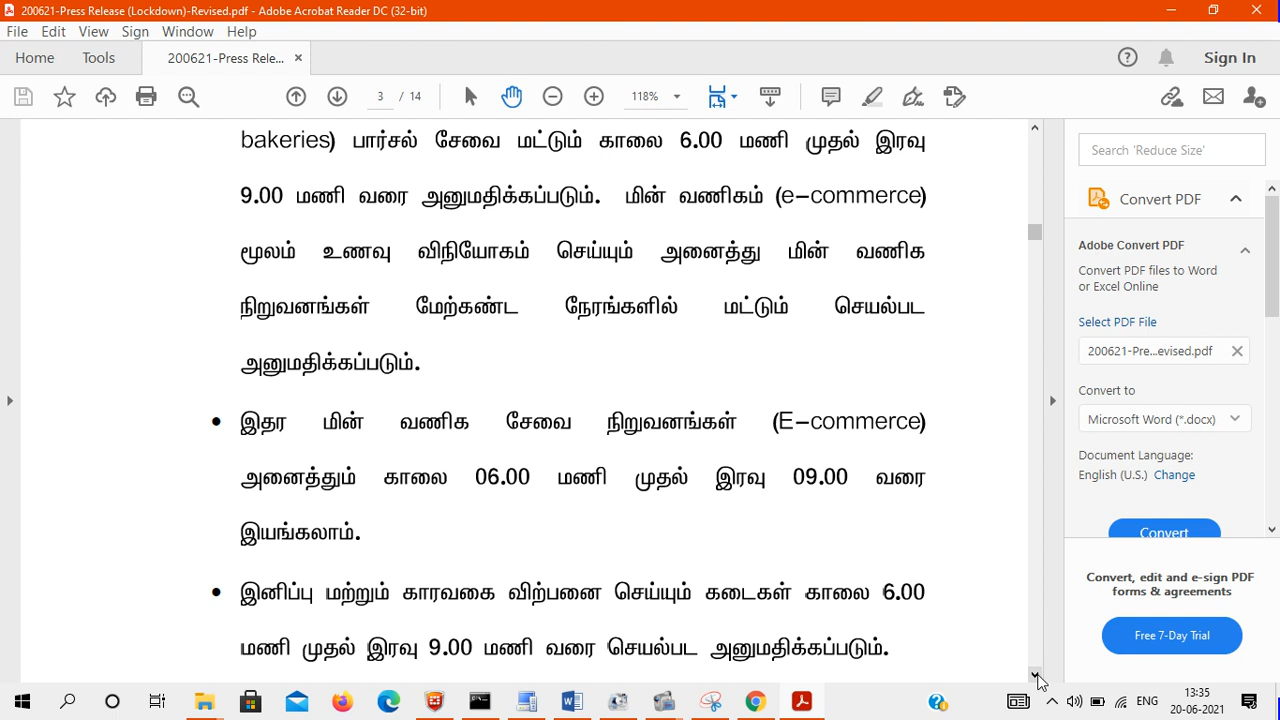 200621-Press Release (Lockdown)-Revised.pdf - Adobe Acrobat Reader DC (32-bit)
File Edit View Sign Window Help
Home Tools 200621-Press Rele... × Sign In
3 / 14 118%
bakeries) பார்சல் சேவை மட்டும் காலை 6.00 மணி முதல் இரவு
9.00 மணி வரை அனுமதிக்கப்படும். மின் வணிகம் (e-commerce)
மூலம் உணவு விநியோகம் செய்யும் அனைத்து மின் வணிக
நிறுவனங்கள் மேற்கண்ட நேரங்களில் மட்டும் செயல்பட
அனுமதிக்கப்படும்.
• இதர மின் வணிக சேவை நிறுவனங்கள் (E-commerce)
அனைத்தும் காலை 06.00 மணி முதல் இரவு 09.00 வரை
இயங்கலாம்.
• இனிப்பு மற்றும் காரவகை விற்பனை செய்யும் கடைகள் காலை 6.00
மணி முதல் இரவு 9.00 மணி வரை செயல்பட அனுமதிக்கப்படும்.
Search 'Reduce Size'
Convert PDF
Adobe Convert PDF
Convert PDF files to Word
or Excel Online
Select PDF File
200621-Pre...evised.pdf
Convert to
Microsoft Word (*.docx)
Document Language:
English (U.S.) Change
Convert
Convert, edit and e-sign PDF
forms & agreements
Free 7-Day Trial
ENG
13:35
20-06-2021